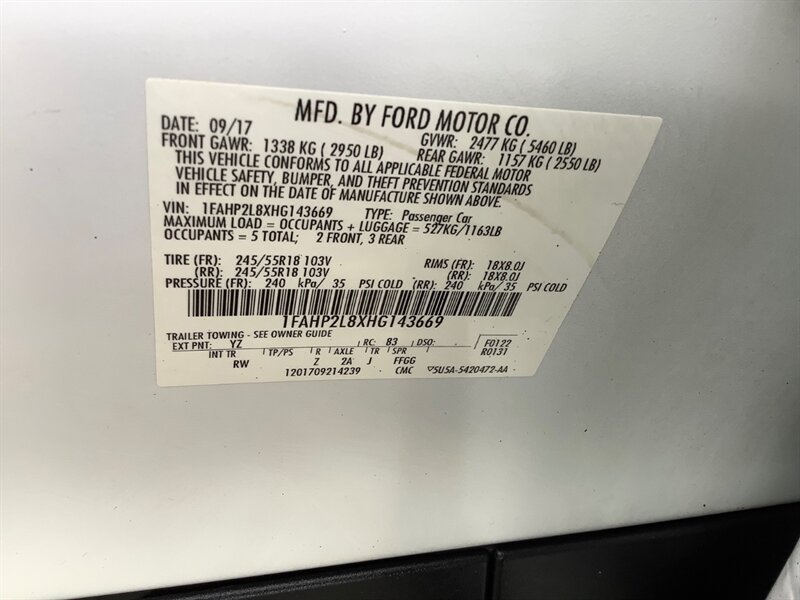 MFD. BY FORD MOTOR CO.
DATE: 09/17 GVWR: 2477 KG ( 5460 LB)
FRONT GAWR: 1338 KG ( 2950 LB) REAR GAWR: 1157 KG ( 2550 LB)
THIS VEHICLE CONFORMS TO ALL APPLICABLE FEDERAL MOTOR
VEHICLE SAFETY, BUMPER, AND THEFT PREVENTION STANDARDS
IN EFFECT ON THE DATE OF MANUFACTURE SHOWN ABOVE.
VIN: 1FAHP2L8XHG143669 TYPE: Passenger Car
MAXIMUM LOAD = OCCUPANTS + LUGGAGE = 527KG/1163LB
OCCUPANTS = 5 TOTAL; 2 FRONT, 3 REAR
TIRE (FR): 245/55R18 103V RIMS (FR): 18X8.0J
(RR): 245/55R18 103V (RR): 18X8.0J
PRESSURE (FR): 240 kPa/ 35 PSI COLD (RR): 240 kPa/ 35 PSI COLD
1FAHP2L8XHG143669
TRAILER TOWING - SEE OWNER GUIDE
EXT PNT: YZ RC: 83 DSO: F0122
INT TR TP/PS R AXLE TR SPR R0131
RW Z 2A J FFGG
1201709214239 CMC ▽5USA-5420472-AA